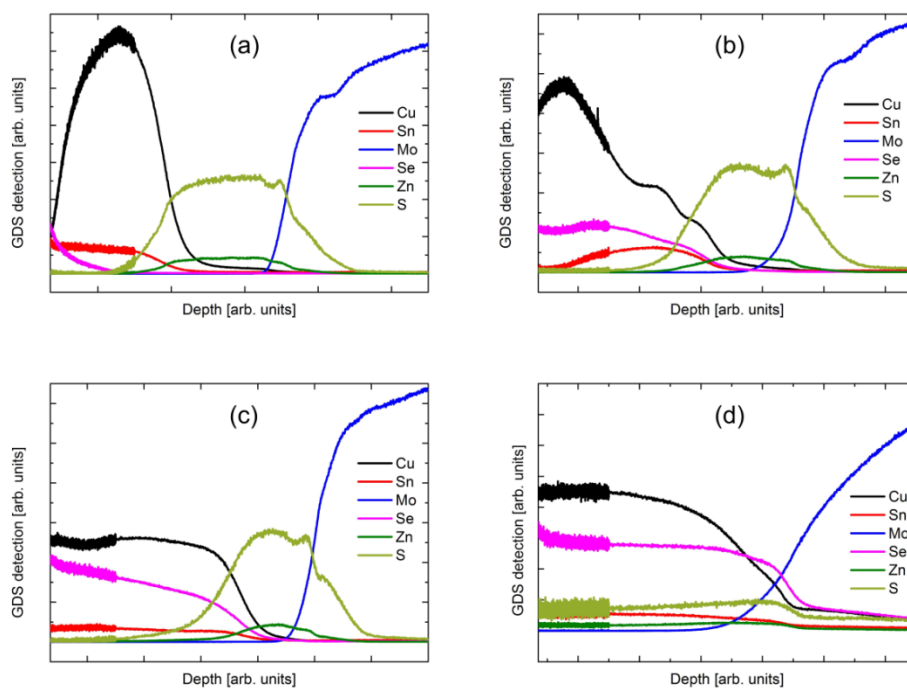 (a)
GDS detection [arb. units]
Cu
Sn
Mo
Se
Zn
S
Depth [arb. units]
(b)
GDS detection [arb. units]
Cu
Sn
Mo
Se
Zn
S
Depth [arb. units]
(c)
GDS detection [arb. units]
Cu
Sn
Mo
Se
Zn
S
Depth [arb. units]
(d)
GDS detection [arb. units]
Cu
Sn
Mo
Se
Zn
S
Depth [arb. units]